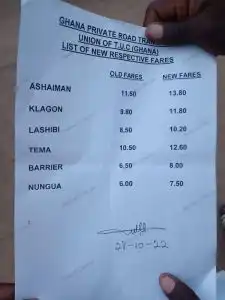 GHANA PRIVATE ROAD TRAN
UNION OF T.U.C (GHANA)
LIST OF NEW RESPECTIVE FARES
OLD FARES NEW FARES
ASHAIMAN 11.50 13.80
KLAGON 9.80 11.80
LASHIBI 8.50 10.20
TEMA 10.50 12.60
BARRIER 6.50 8.00
NUNGUA 6.00 7.50
28-10-22